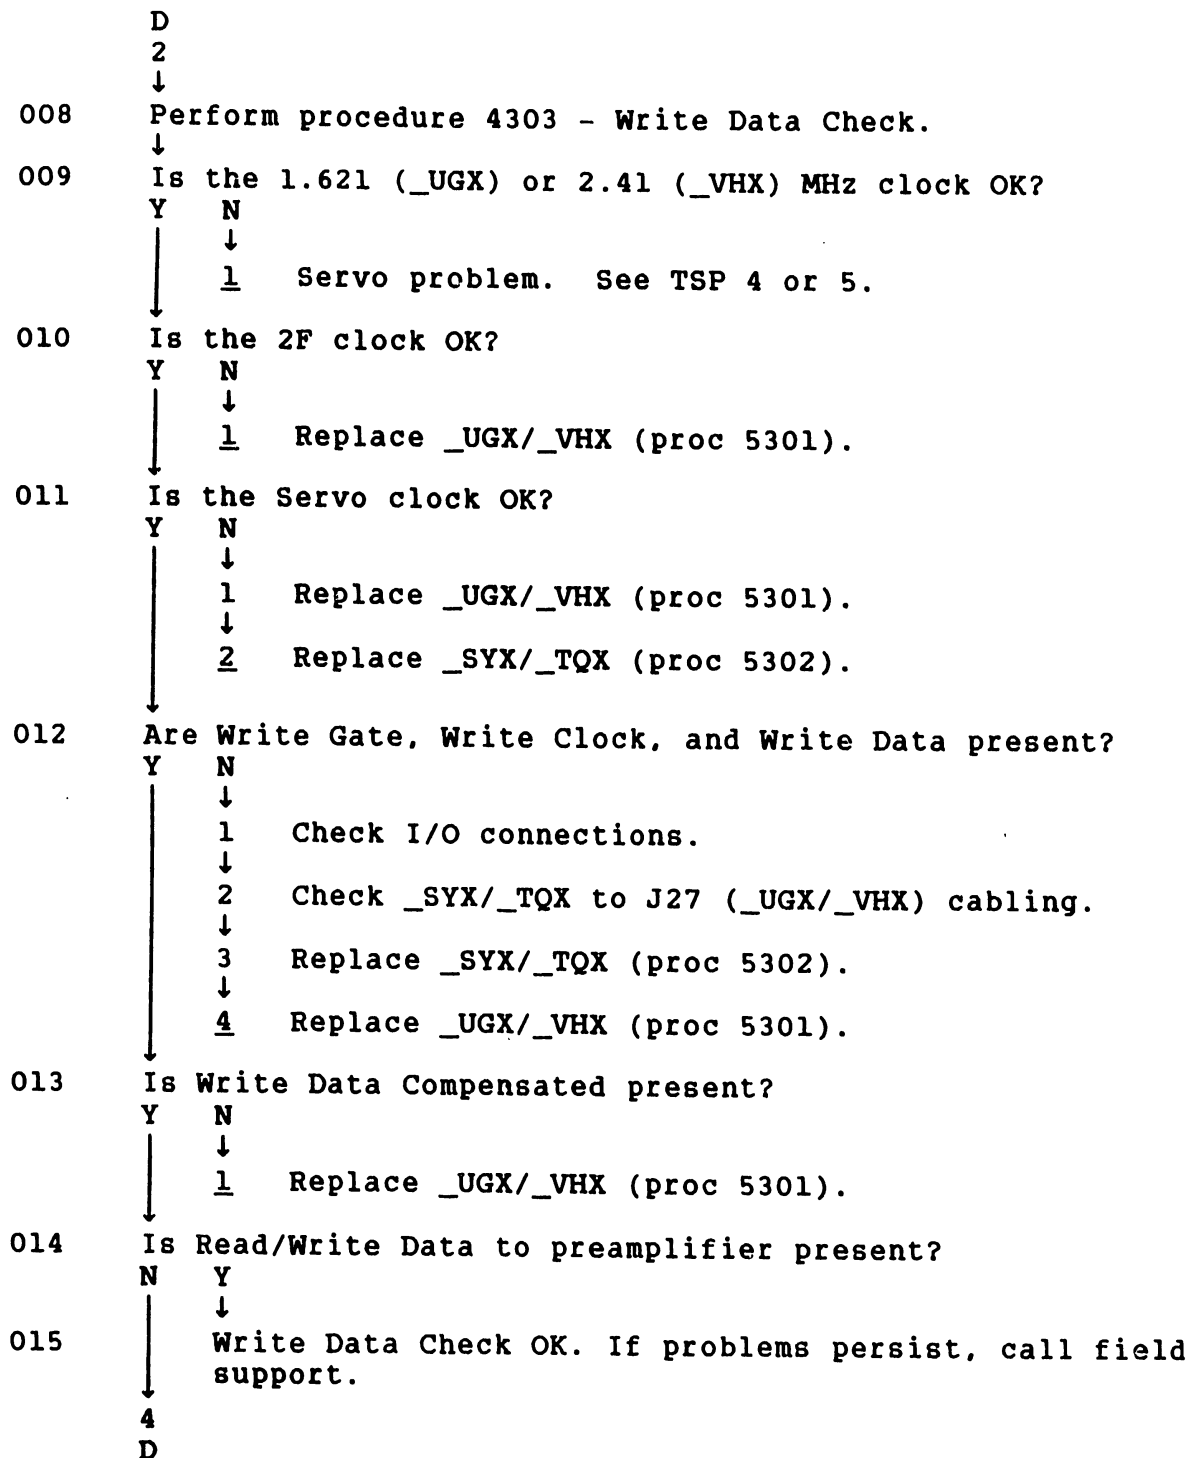 D
2
↓
008 Perform procedure 4303 - Write Data Check.
↓
009 Is the 1.621 (_UGX) or 2.41 (_VHX) MHz clock OK?
Y N
↓
1 Servo problem. See TSP 4 or 5.
010 Is the 2F clock OK?
Y N
↓
1 Replace _UGX/_VHX (proc 5301).
011 Is the Servo clock OK?
Y N
↓
1 Replace _UGX/_VHX (proc 5301).
↓
2 Replace _SYX/_TQX (proc 5302).
012 Are Write Gate, Write Clock, and Write Data present?
Y N
↓
1 Check I/O connections.
↓
2 Check _SYX/_TQX to J27 (_UGX/_VHX) cabling.
↓
3 Replace _SYX/_TQX (proc 5302).
↓
4 Replace _UGX/_VHX (proc 5301).
013 Is Write Data Compensated present?
Y N
↓
1 Replace _UGX/_VHX (proc 5301).
014 Is Read/Write Data to preamplifier present?
N Y
↓
015 Write Data Check OK. If problems persist, call field
support.
4
D